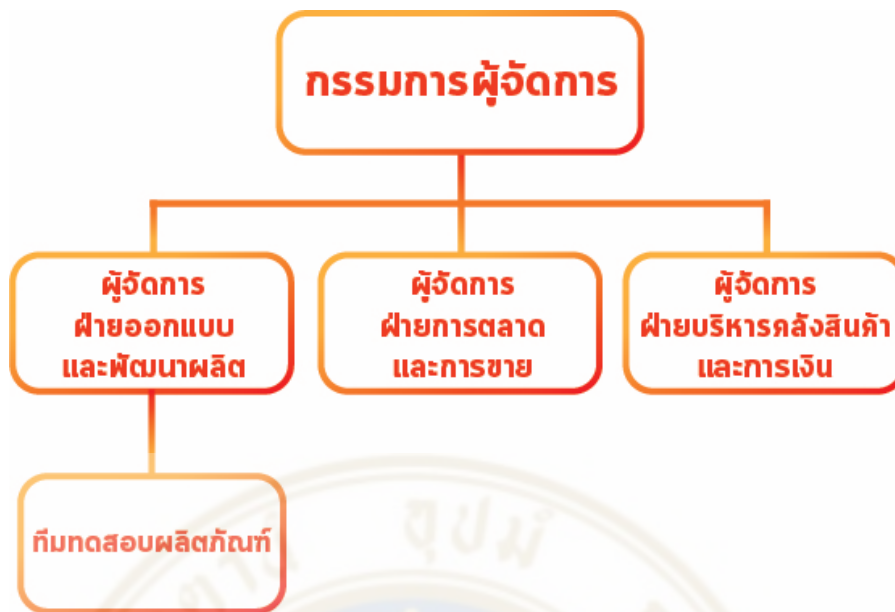 กรรมการผู้จัดการ
ผู้จัดการ
ฝ่ายออกแบบ
และพัฒนาผลิต
ผู้จัดการ
ฝ่ายการตลาด
และการขาย
ผู้จัดการ
ฝ่ายบริหารคลังสินค้า
และการเงิน
ทีมทดสอบผลิตภัณฑ์